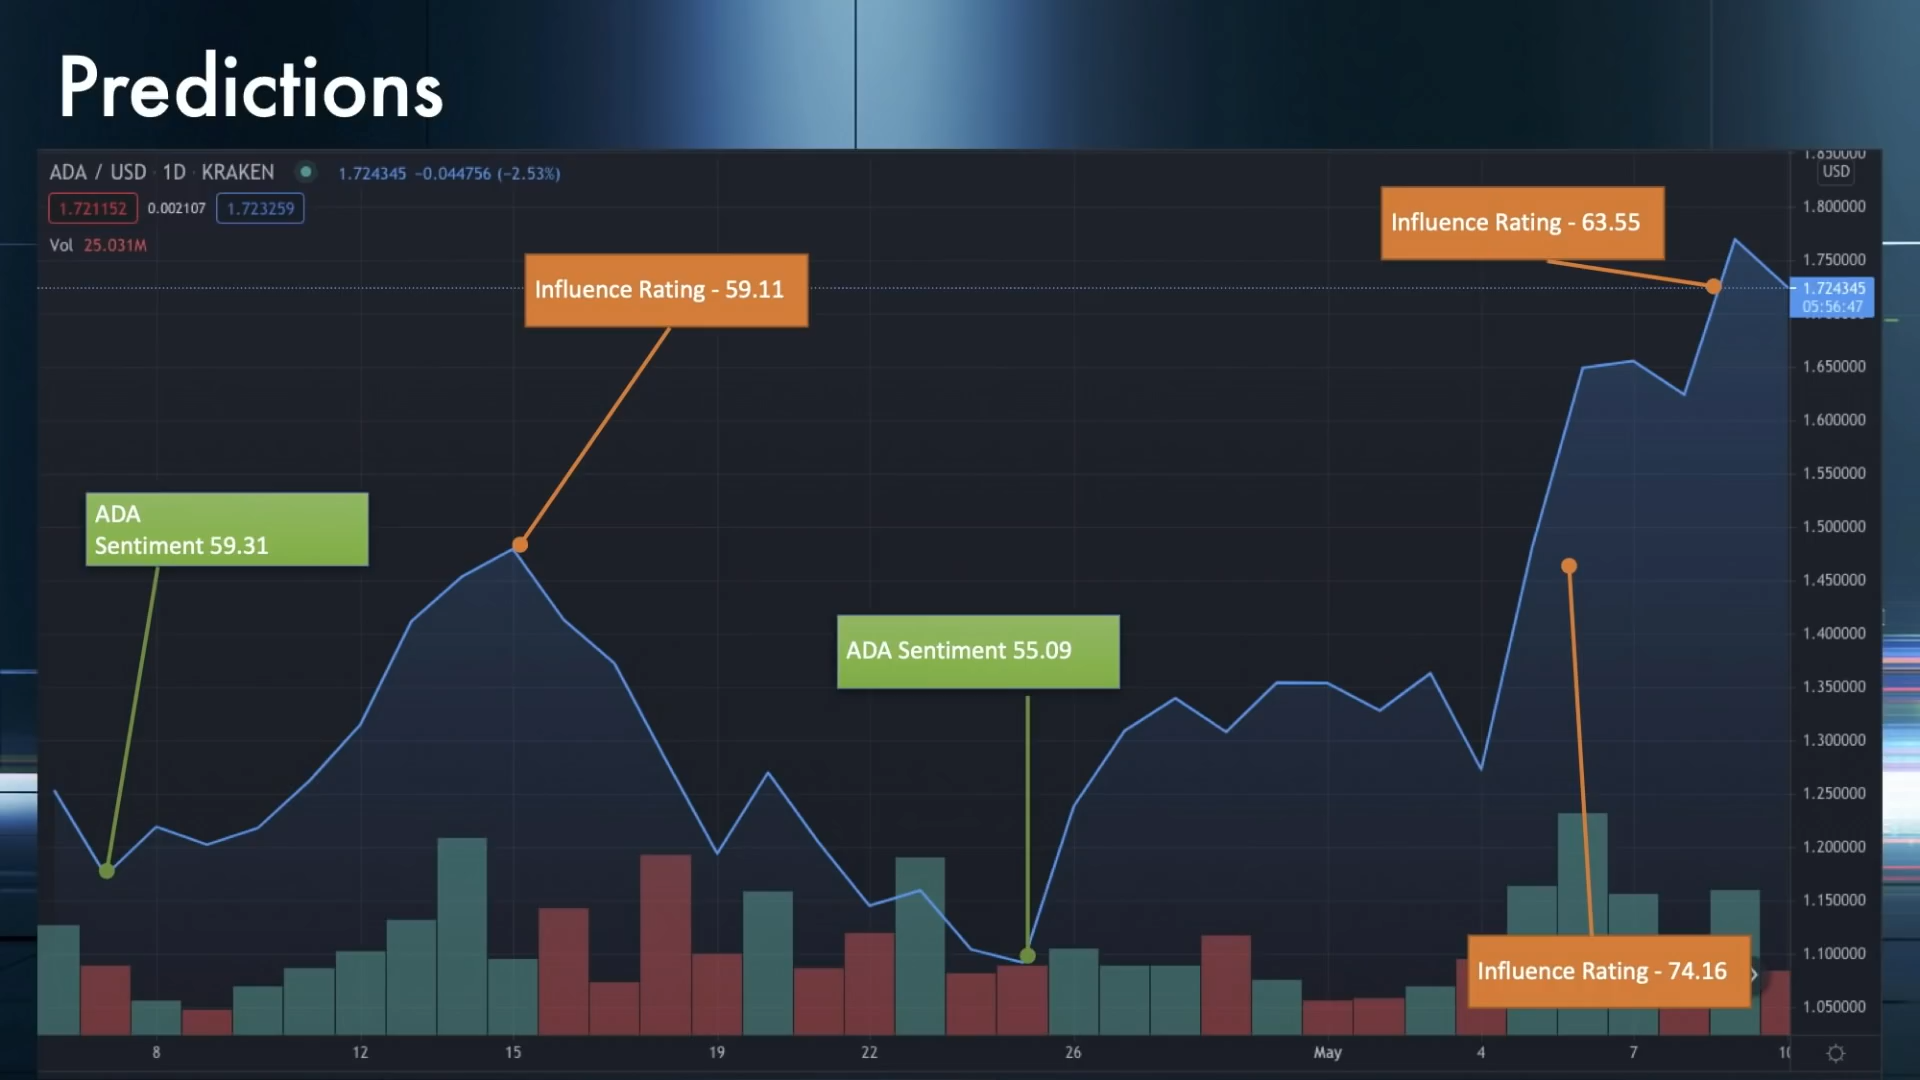 Predictions
ADA / USD · 1D · KRAKEN 1.724345 −0.044756 (−2.53%)
1.721152 0.002107 1.723259
Vol 25.031M
Influence Rating - 59.11
Influence Rating - 63.55
ADA
Sentiment 59.31
ADA Sentiment 55.09
Influence Rating - 74.16
1.850000
USD
1.800000
1.750000
1.724345
05:56:47
1.650000
1.600000
1.550000
1.500000
1.450000
1.400000
1.350000
1.300000
1.250000
1.200000
1.150000
1.100000
1.050000
8 12 15 19 22 26 May 4 7 10